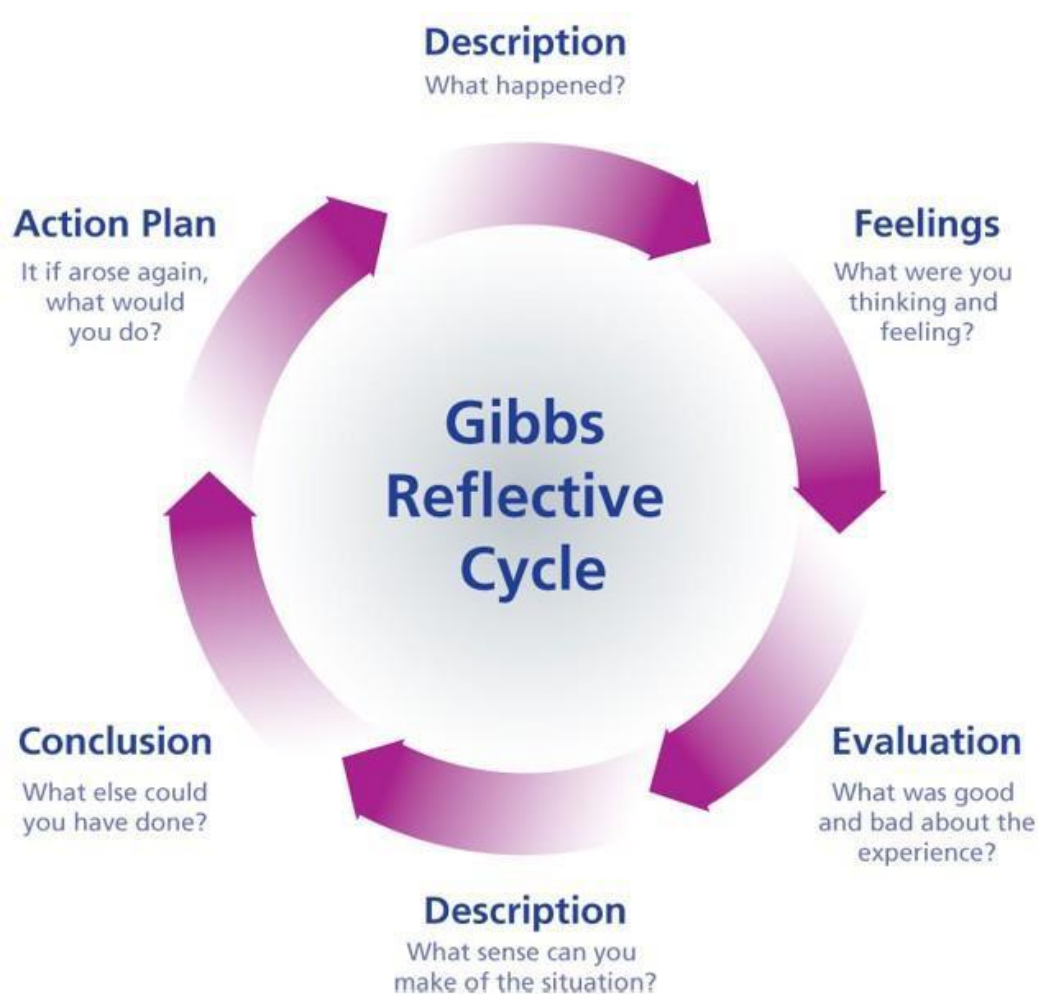 Description
What happened?
Action Plan
It if arose again,
what would
you do?
Feelings
What were you
thinking and
feeling?
Gibbs
Reflective
Cycle
Conclusion
What else could
you have done?
Evaluation
What was good
and bad about the
experience?
Description
What sense can you
make of the situation?